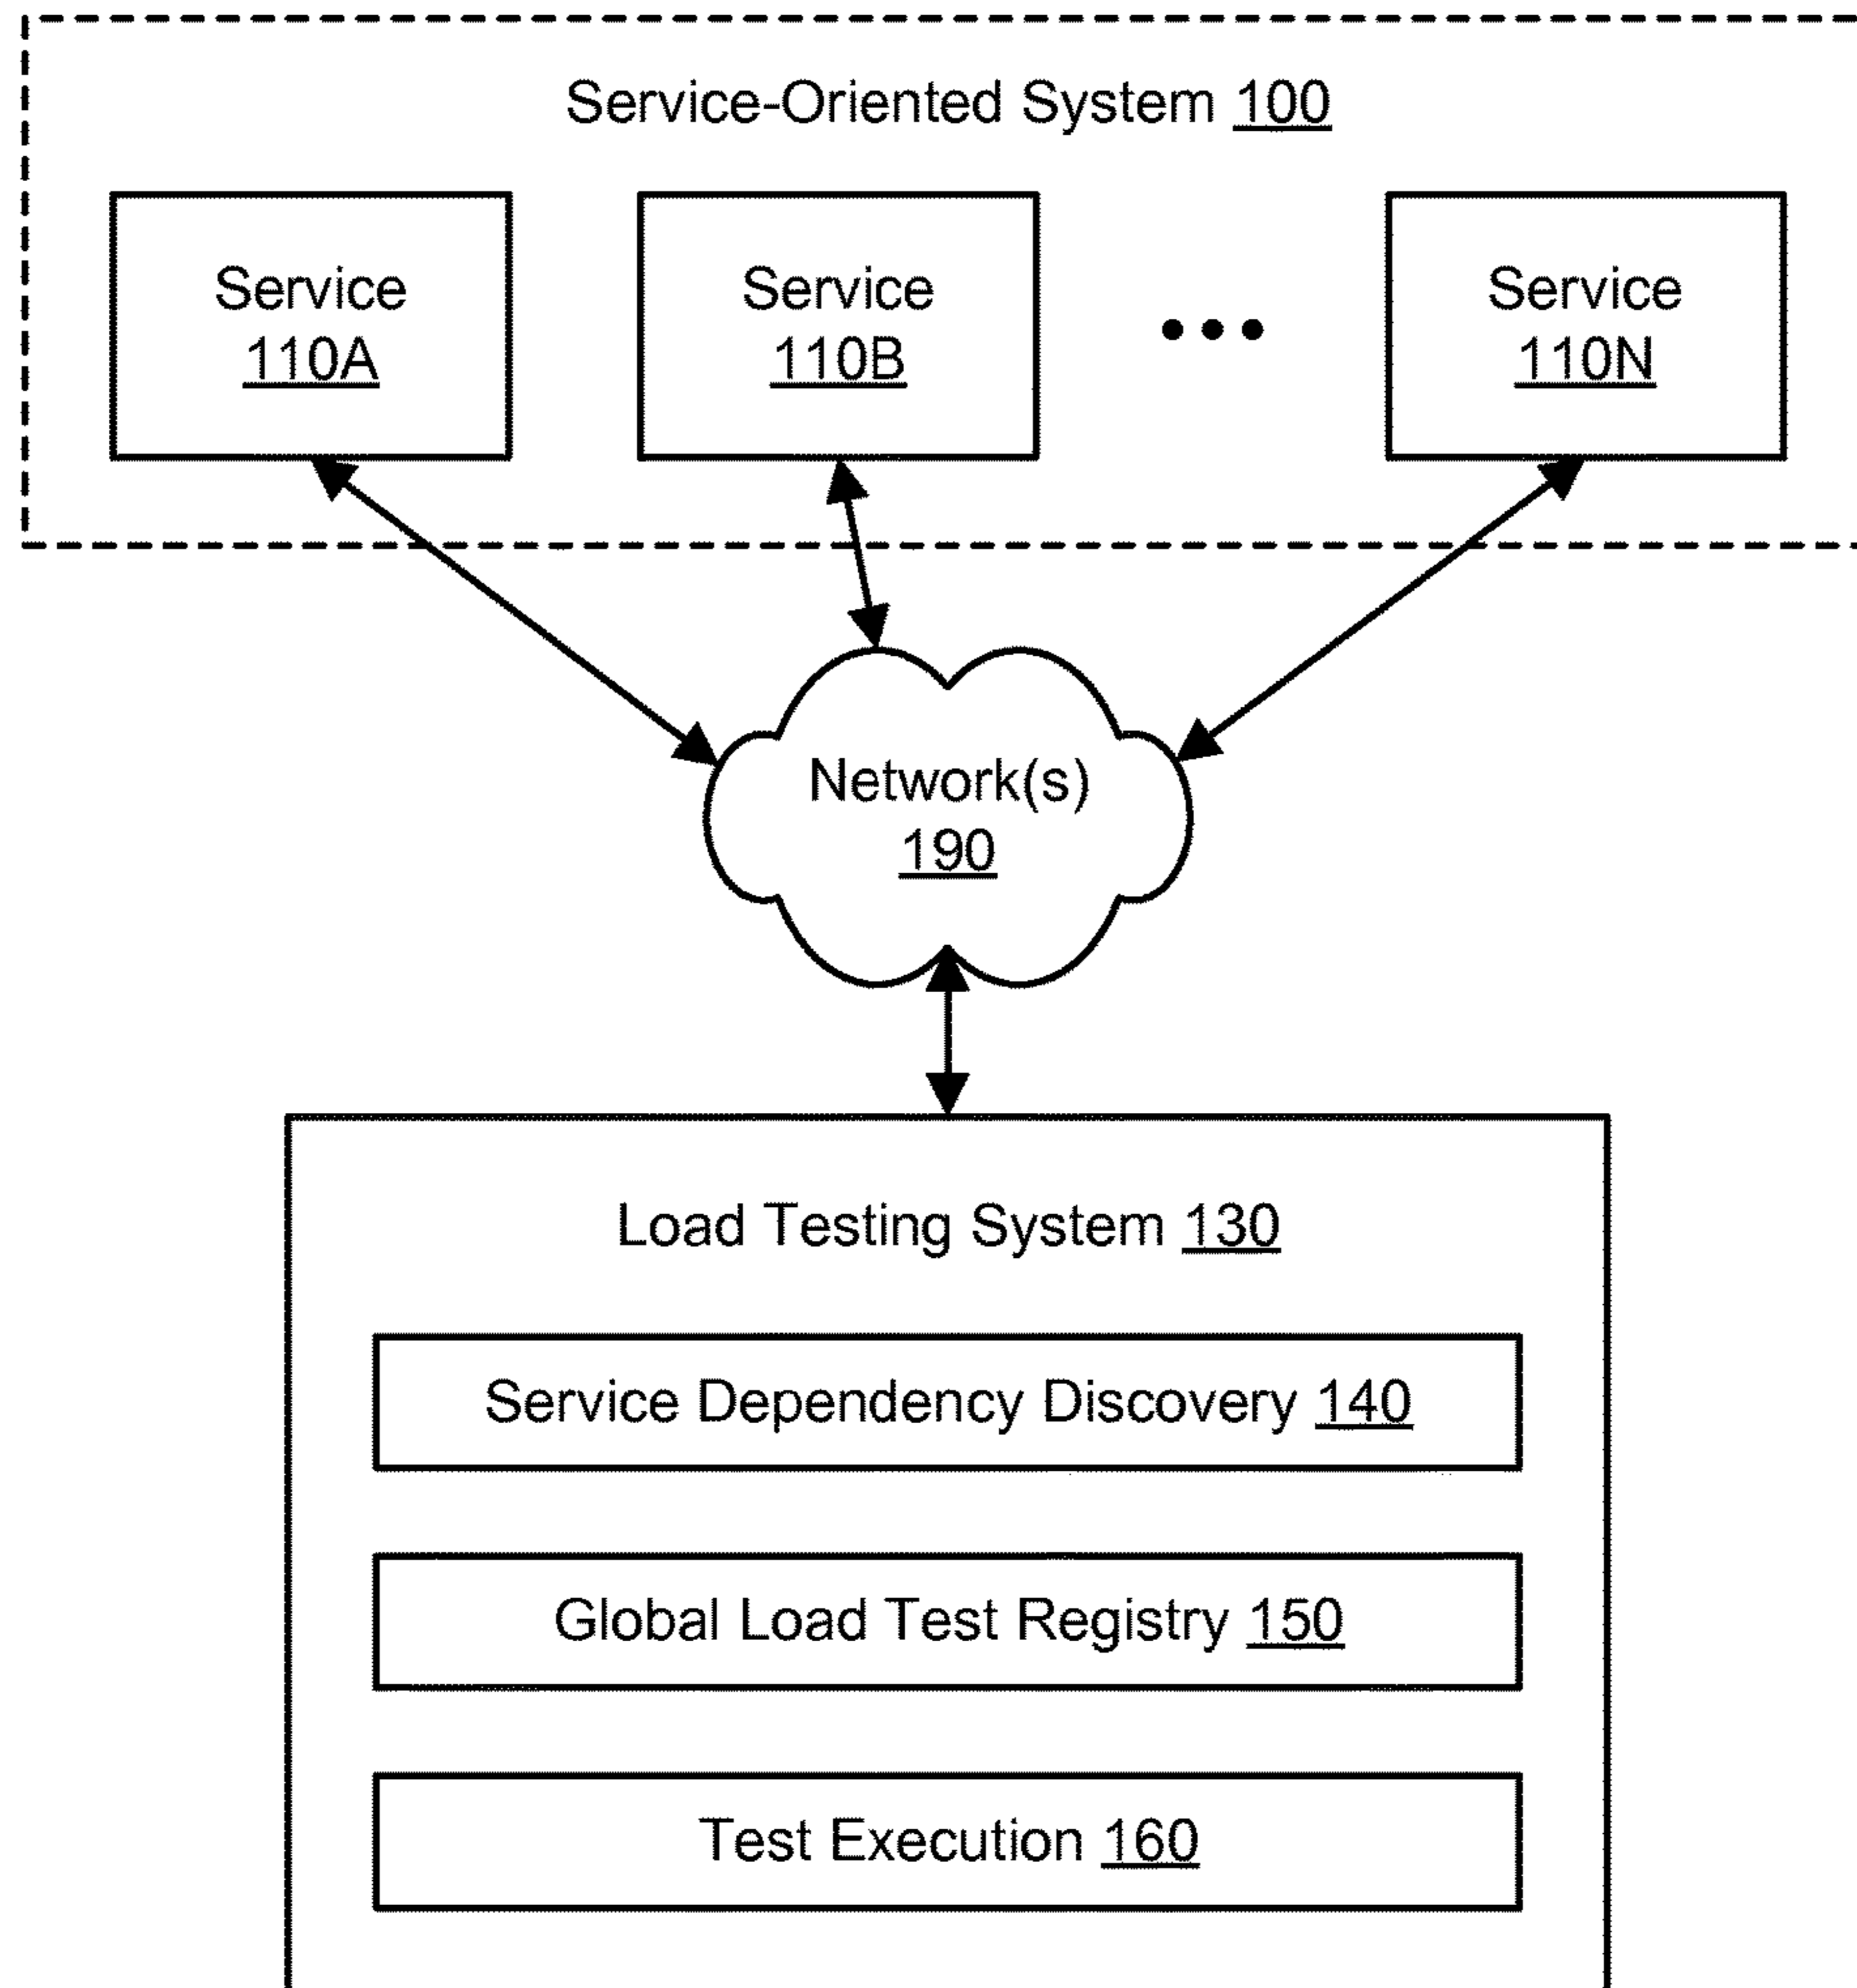 Service-Oriented System 100
Service
110A
Service
110B
Service
110N
Network(s)
190
Load Testing System 130
Service Dependency Discovery 140
Global Load Test Registry 150
Test Execution 160